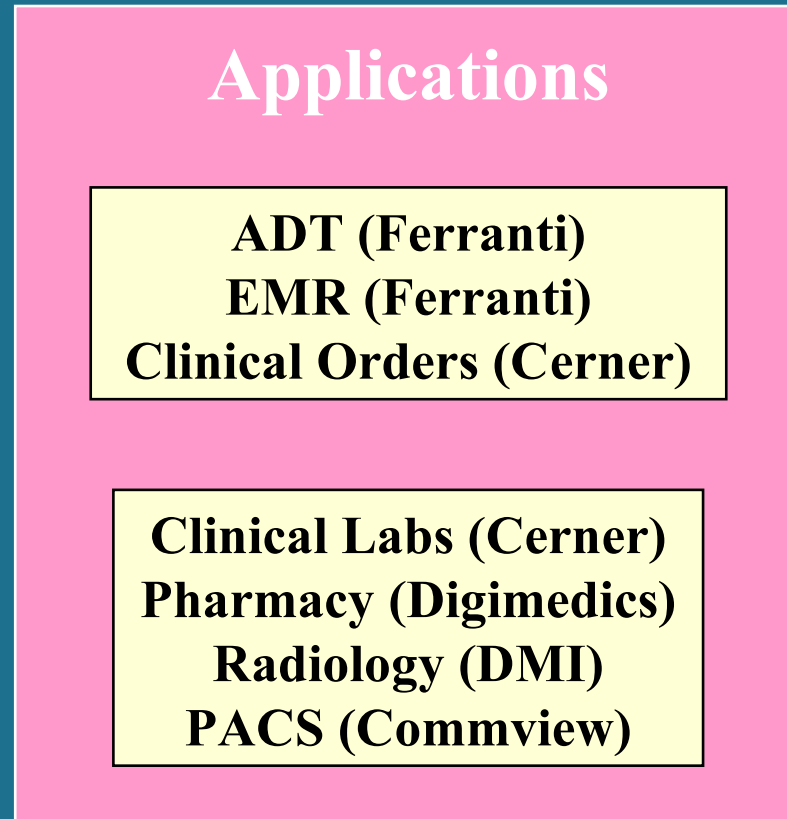 Applications
ADT (Ferranti)
EMR (Ferranti)
Clinical Orders (Cerner)
Clinical Labs (Cerner)
Pharmacy (Digimedics)
Radiology (DMI)
PACS (Commview)